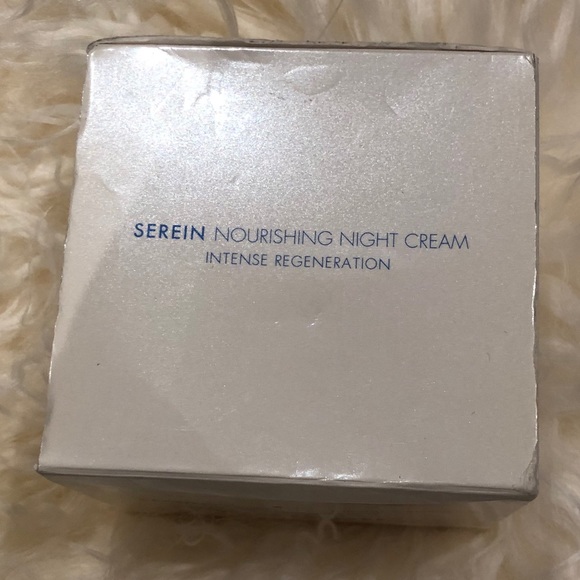 SEREIN NOURISHING NIGHT CREAM
INTENSE REGENERATION